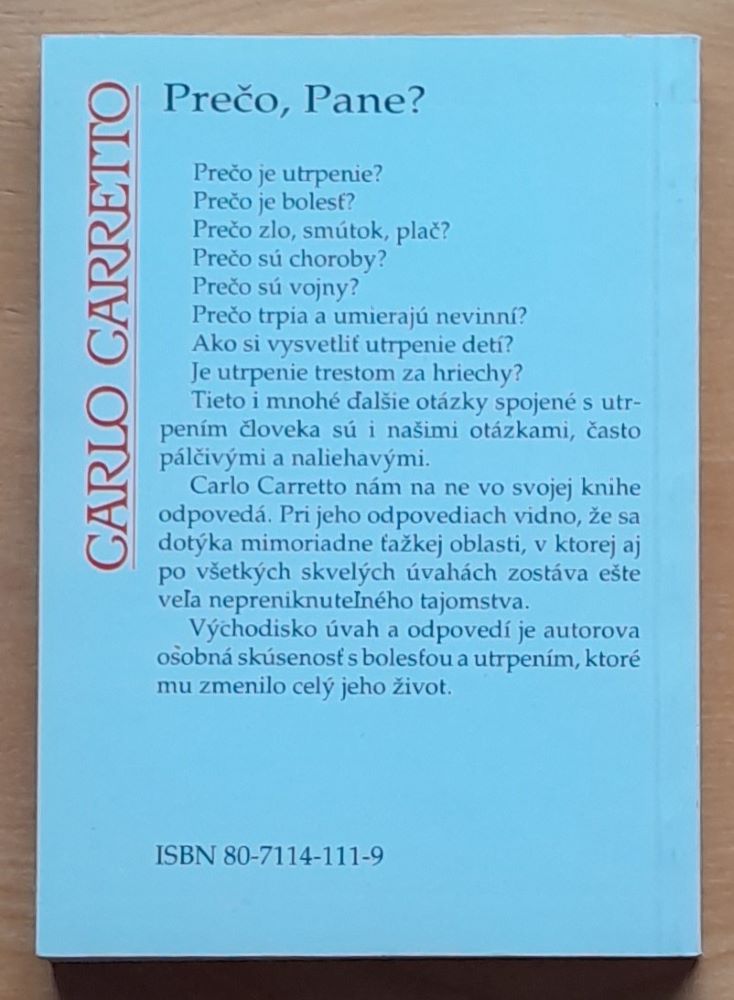 CARLO CARRETTO
Prečo, Pane?
Prečo je utrpenie?
Prečo je bolesť?
Prečo zlo, smútok, plač?
Prečo sú choroby?
Prečo sú vojny?
Prečo trpia a umierajú nevinní?
Ako si vysvetliť utrpenie detí?
Je utrpenie trestom za hriechy?
Tieto i mnohé ďalšie otázky spojené s utr-
pením človeka sú i našimi otázkami, často
pálčivými a naliehavými.
Carlo Carretto nám na ne vo svojej knihe
odpovedá. Pri jeho odpovediach vidno, že sa
dotýka mimoriadne ťažkej oblasti, v ktorej aj
po všetkých skvelých úvahách zostáva ešte
veľa nepreniknuteľného tajomstva.
Východisko úvah a odpovedí je autorova
osobná skúsenosť s bolesťou a utrpením, ktoré
mu zmenilo celý jeho život.
ISBN 80-7114-111-9